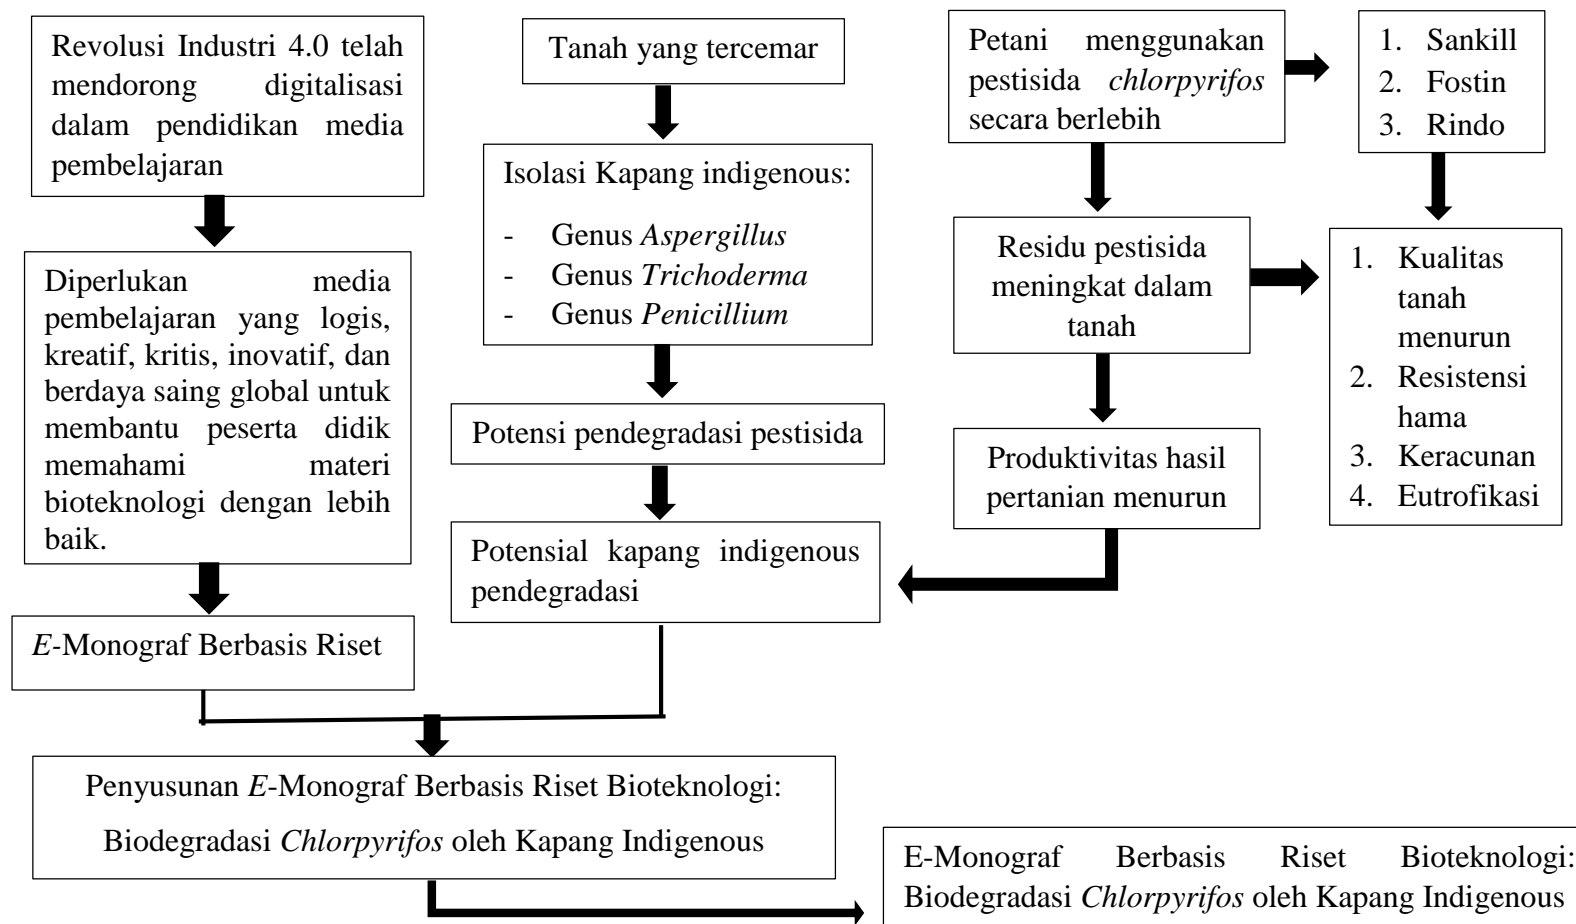 Revolusi Industri 4.0 telah
mendorong digitalisasi
dalam pendidikan media
pembelajaran
Diperlukan media
pembelajaran yang logis,
kreatif, kritis, inovatif, dan
berdaya saing global untuk
membantu peserta didik
memahami materi
bioteknologi dengan lebih
baik.
E-Monograf Berbasis Riset
Tanah yang tercemar
Isolasi Kapang indigenous:
- Genus Aspergillus
- Genus Trichoderma
- Genus Penicillium
Potensi pendegradasi pestisida
Potensial kapang indigenous
pendegradasi
Petani menggunakan
pestisida chlorpyrifos
secara berlebih
1. Sankill
2. Fostin
3. Rindo
Residu pestisida
meningkat dalam
tanah
1. Kualitas
tanah
menurun
2. Resistensi
hama
3. Keracunan
4. Eutrofikasi
Produktivitas hasil
pertanian menurun
Penyusunan E-Monograf Berbasis Riset Bioteknologi:
Biodegradasi Chlorpyrifos oleh Kapang Indigenous
E-Monograf Berbasis Riset Bioteknologi:
Biodegradasi Chlorpyrifos oleh Kapang Indigenous